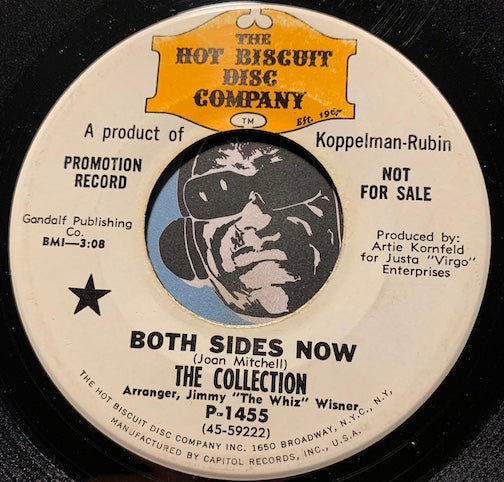 THE
HOT BISCUIT
DISC
COMPANY
TM
Est. 1967
A product of
Koppelman-Rubin
PROMOTION
RECORD
NOT
FOR SALE
Gandalf Publishing
Co.
BMI—3:08
Produced by:
Artie Kornfeld
for Justa "Virgo"
Enterprises
BOTH SIDES NOW
(Joan Mitchell)
THE COLLECTION
Arranger, Jimmy "The Whiz" Wisner
P-1455
(45-59222)
THE HOT BISCUIT DISC COMPANY INC. 1650 BROADWAY, N.Y.C., N.Y.
MANUFACTURED BY CAPITOL RECORDS, INC., U.S.A.